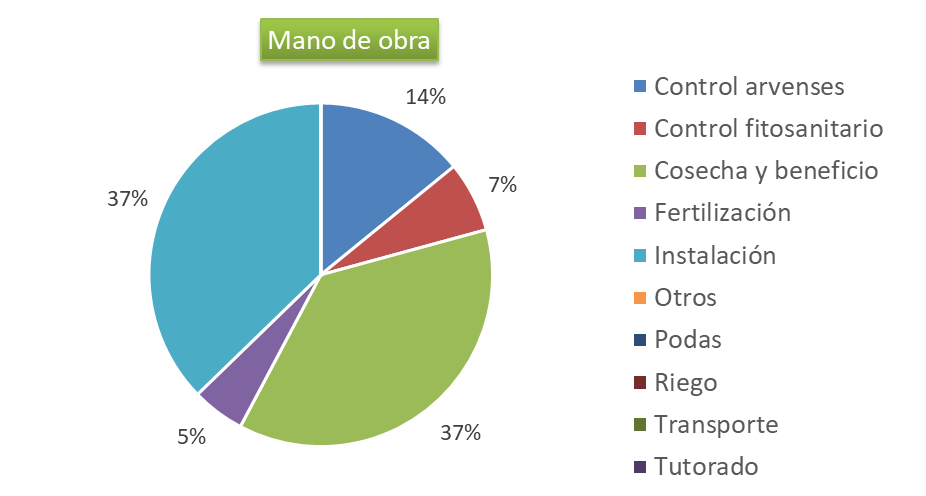 Mano de obra
14%
7%
37%
5%
37%
Control arvenses
Control fitosanitario
Cosecha y beneficio
Fertilización
Instalación
Otros
Podas
Riego
Transporte
Tutorado